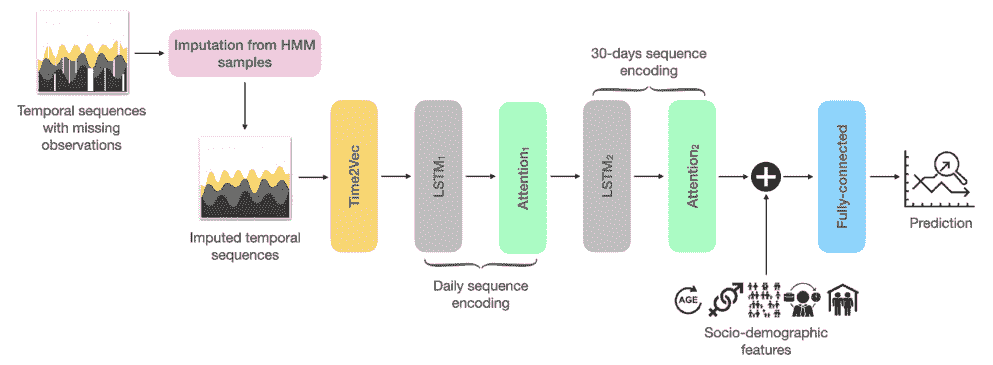 Temporal sequences
with missing
observations
Imputation from HMM
samples
Imputed temporal
sequences
Time2Vec
LSTM₁
Attention₁
Daily sequence
encoding
30-days sequence
encoding
LSTM₂
Attention₂
AGE
Socio-demographic
features
Fully-connected
Prediction